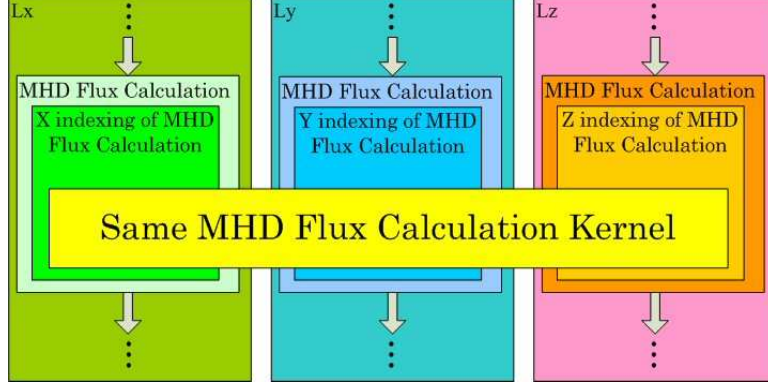 Lx
MHD Flux Calculation
X indexing of MHD
Flux Calculation
Ly
MHD Flux Calculation
Y indexing of MHD
Flux Calculation
Lz
MHD Flux Calculation
Z indexing of MHD
Flux Calculation
Same MHD Flux Calculation Kernel